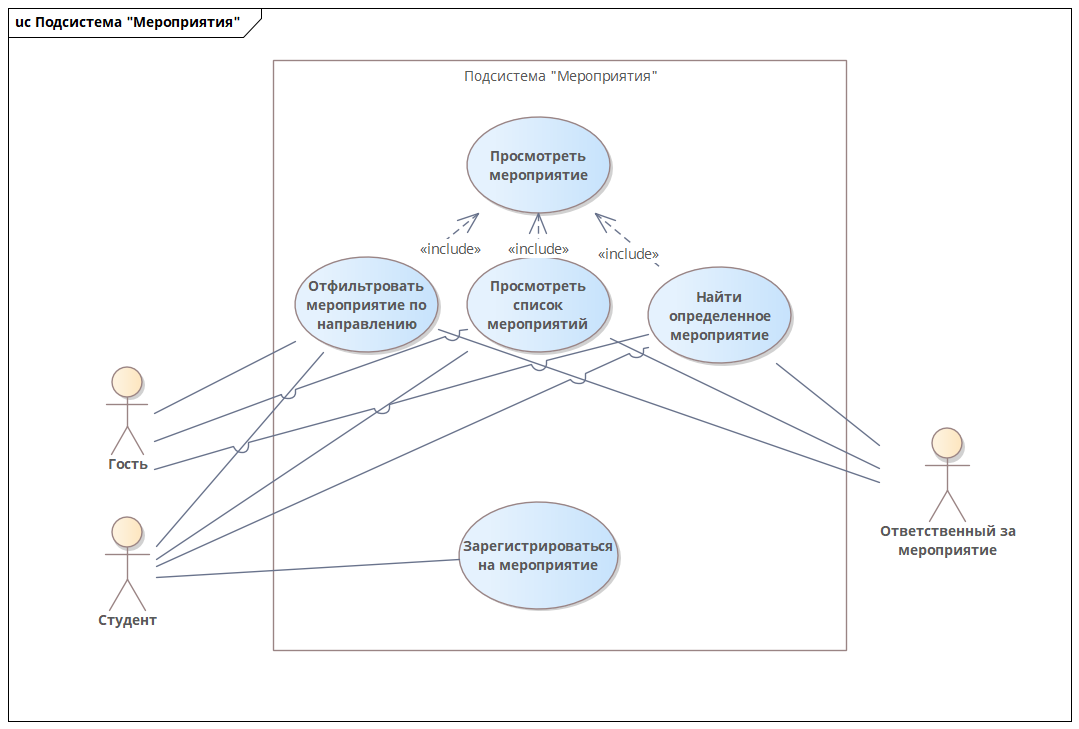 uc Подсистема "Мероприятия"
Подсистема "Мероприятия"
Просмотреть
мероприятие
«include»
«include»
«include»
Отфильтровать
мероприятие по
направлению
Просмотреть
список
мероприятий
Найти
определенное
мероприятие
Гость
Ответственный за
мероприятие
Зарегистрироваться
на мероприятие
Студент